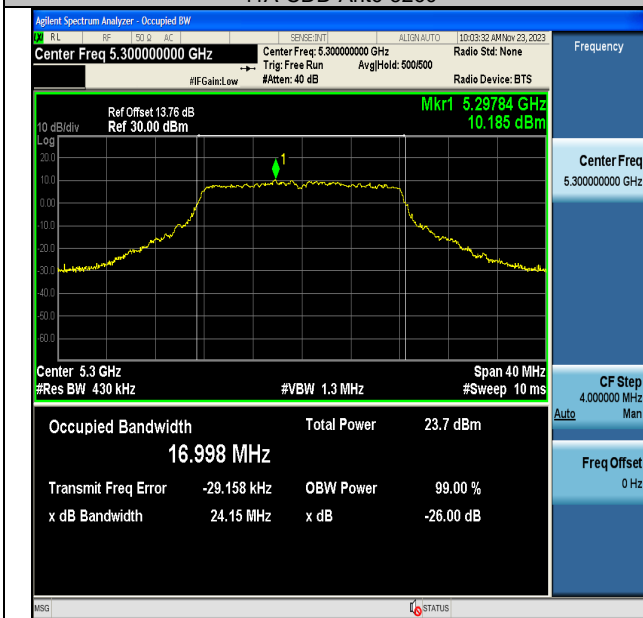 Agilent Spectrum Analyzer - Occupied BW
RL RF 50 Ω AC SENSE:INT ALIGN AUTO 10:03:32 AM Nov 23, 2023
Center Freq 5.300000000 GHz
Center Freq: 5.300000000 GHz Radio Std: None
Trig: Free Run Avg|Hold: 500/500
#IFGain:Low #Atten: 40 dB Radio Device: BTS
Frequency
Mkr1 5.29784 GHz
10.185 dBm
Ref Offset 13.76 dB
10 dB/div Ref 30.00 dBm
Log
20.0
10.0
0.00
-10.0
-20.0
-30.0
-40.0
-50.0
-60.0
1
Center Freq
5.300000000 GHz
Center 5.3 GHz Span 40 MHz
#Res BW 430 kHz #VBW 1.3 MHz #Sweep 10 ms
CF Step
4.000000 MHz
Auto Man
Occupied Bandwidth Total Power 23.7 dBm
16.998 MHz
Transmit Freq Error -29.158 kHz OBW Power 99.00 %
x dB Bandwidth 24.15 MHz x dB -26.00 dB
Freq Offset
0 Hz
MSG STATUS